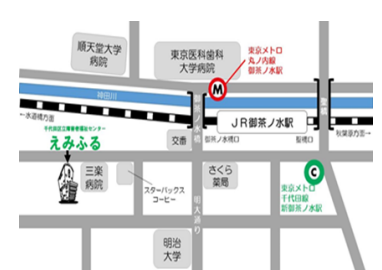 順天堂大学
病院
東京医科歯科
大学病院
M
東京メトロ
丸ノ内線
御茶ノ水駅
神田川
←水道橋方面
JR御茶ノ水駅
秋葉原方面→
御茶ノ水橋口
聖橋口
交番
千代田区立障害者福祉センター
えみふる
三楽
病院
スターバックス
コーヒー
さくら
薬局
C
東京メトロ
千代田線
新御茶ノ水駅
明大通り
明治
大学